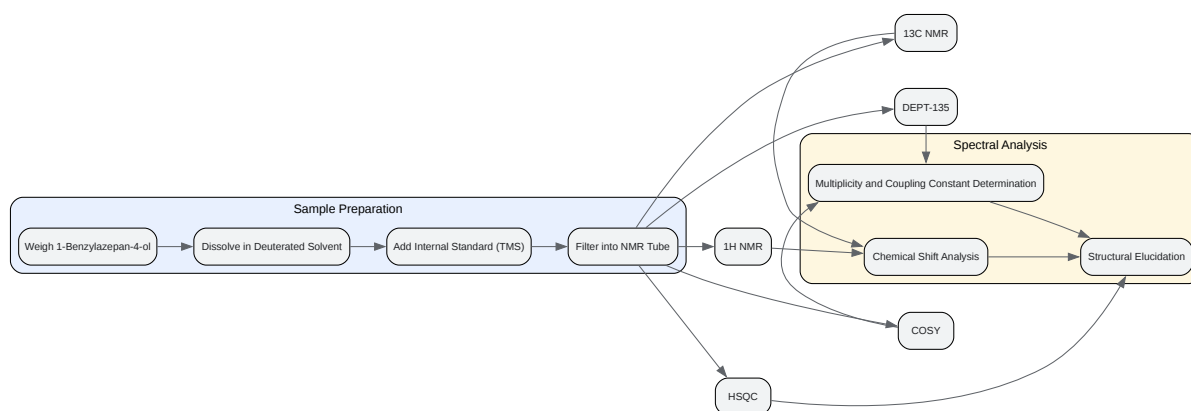 13C NMR
DEPT-135
Spectral Analysis
Multiplicity and Coupling Constant Determination
Sample Preparation
Weigh 1-Benzylazepan-4-ol
Dissolve in Deuterated Solvent
Add Internal Standard (TMS)
Filter into NMR Tube
1H NMR
Chemical Shift Analysis
Structural Elucidation
COSY
HSQC